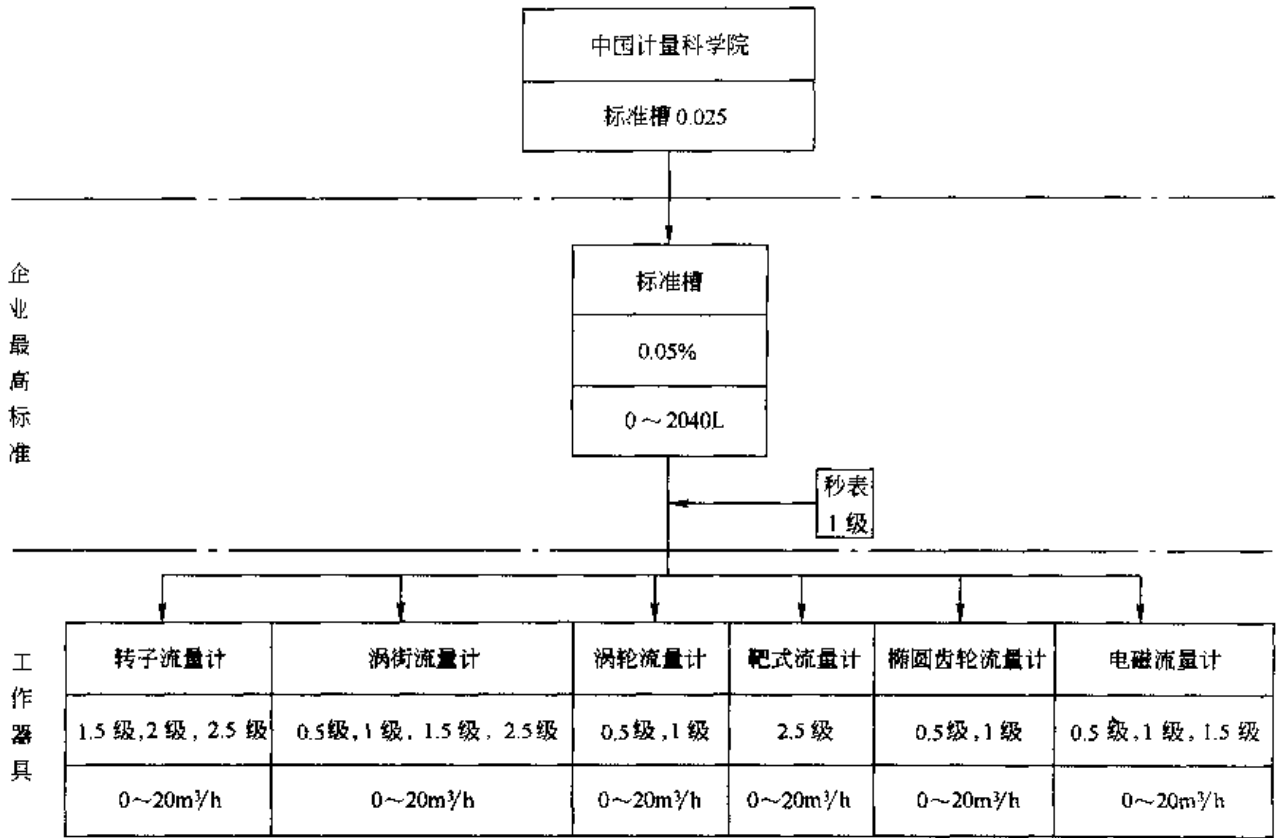 中国计量科学院
标准槽0.025
企业最高标准
标准槽
0.05%
0～2040L
秒表
1级
工作器具
转子流量计 涡街流量计 涡轮流量计 靶式流量计 椭圆齿轮流量计 电磁流量计
1.5级,2级, 2.5级 0.5级,1级, 1.5级, 2.5级 0.5级,1级 2.5级 0.5级,1级 0.5级,1级, 1.5级
0～20m³/h 0～20m³/h 0～20m³/h 0～20m³/h 0～20m³/h 0～20m³/h